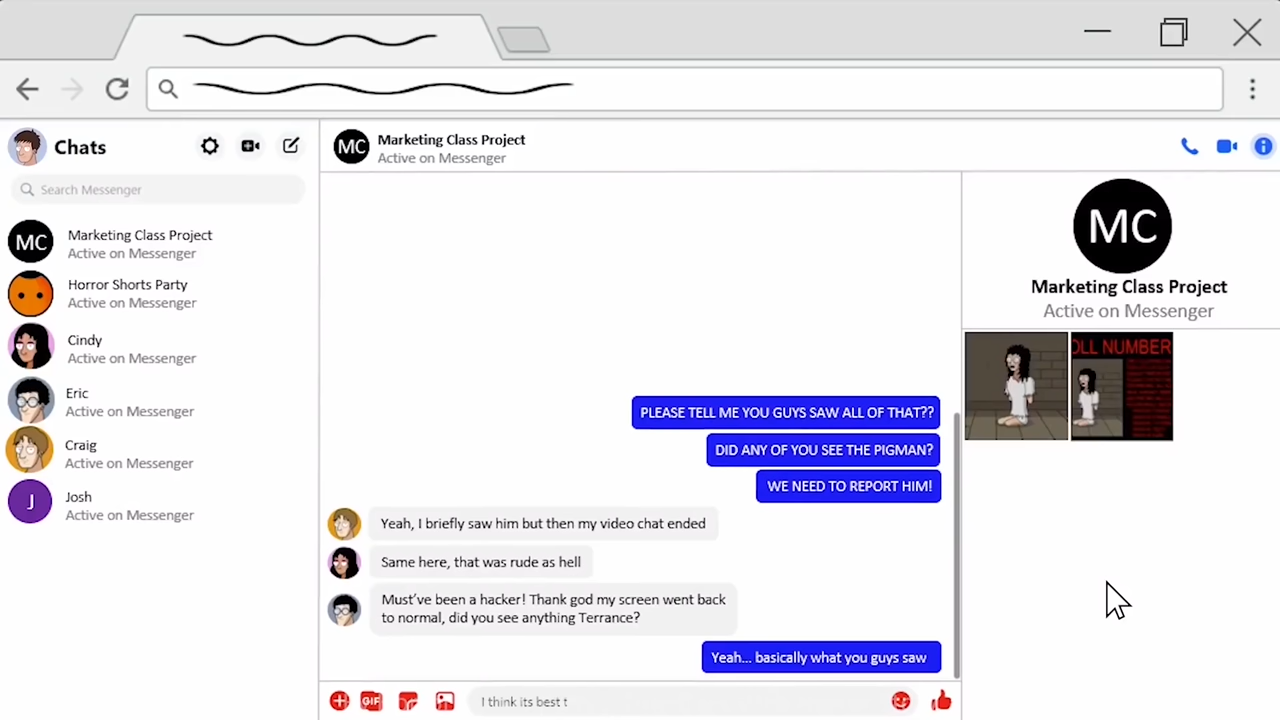 Chats
Search Messenger
MC
Marketing Class Project
Active on Messenger
Horror Shorts Party
Active on Messenger
Cindy
Active on Messenger
Eric
Active on Messenger
Craig
Active on Messenger
J
Josh
Active on Messenger
MC
Marketing Class Project
Active on Messenger
PLEASE TELL ME YOU GUYS SAW ALL OF THAT??
DID ANY OF YOU SEE THE PIGMAN?
WE NEED TO REPORT HIM!
Yeah, I briefly saw him but then my video chat ended
Same here, that was rude as hell
Must've been a hacker! Thank god my screen went back
to normal, did you see anything Terrance?
Yeah... basically what you guys saw
GIF
I think its best t
MC
Marketing Class Project
Active on Messenger
OLL NUMBER